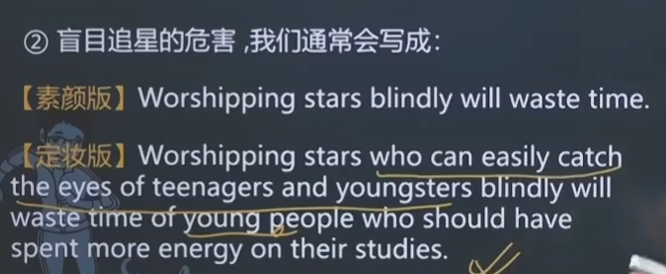 ② 盲目追星的危害 ,我们通常会写成：
【素颜版】Worshipping stars blindly will waste time.
【定妆版】Worshipping stars who can easily catch
the eyes of teenagers and youngsters blindly will
waste time of young people who should have
spent more energy on their studies.